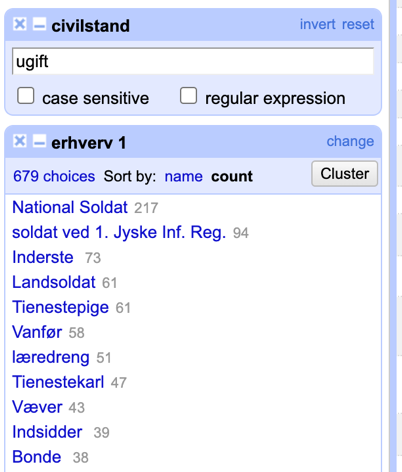 civilstand invert reset
ugift
case sensitive regular expression
erhverv 1 change
679 choices Sort by: name count Cluster
National Soldat 217
soldat ved 1. Jyske Inf. Reg. 94
Inderste 73
Landsoldat 61
Tienestepige 61
Vanfør 58
læredreng 51
Tienestekarl 47
Væver 43
Indsidder 39
Bonde 38